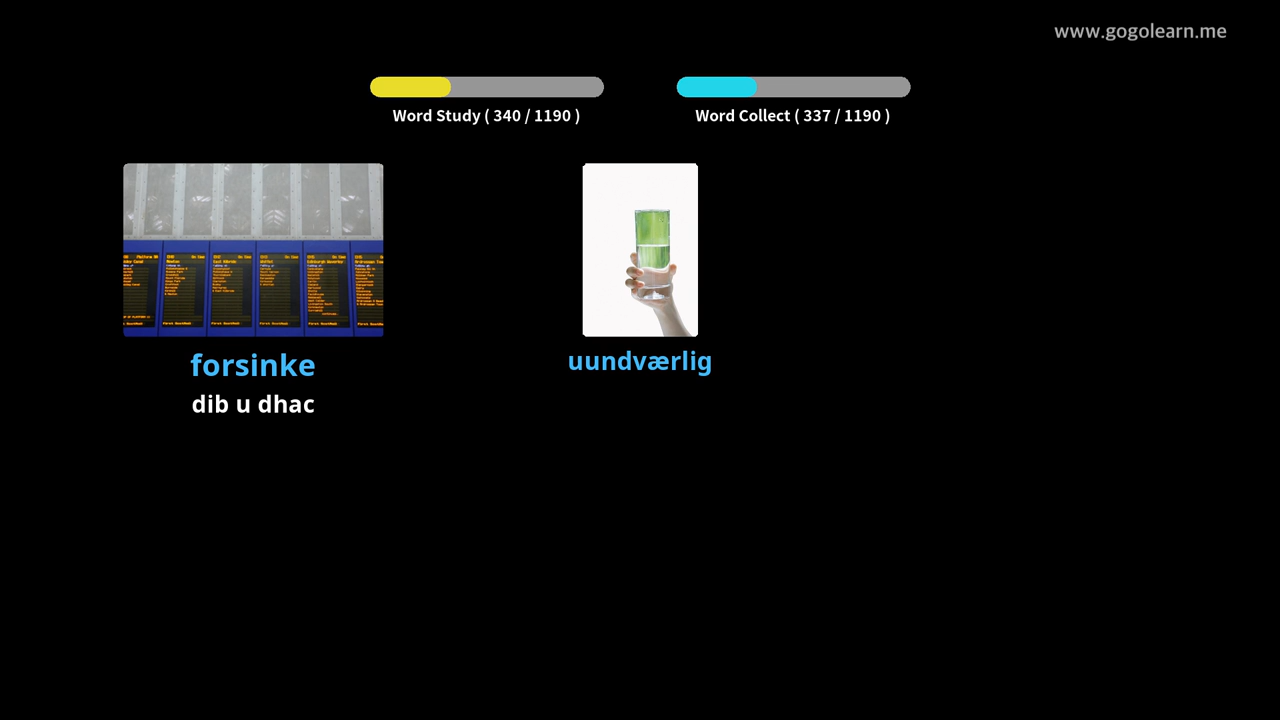 www.gogolearn.me
Word Study ( 340 / 1190 )
Word Collect ( 337 / 1190 )
forsinke
dib u dhac
uundværlig